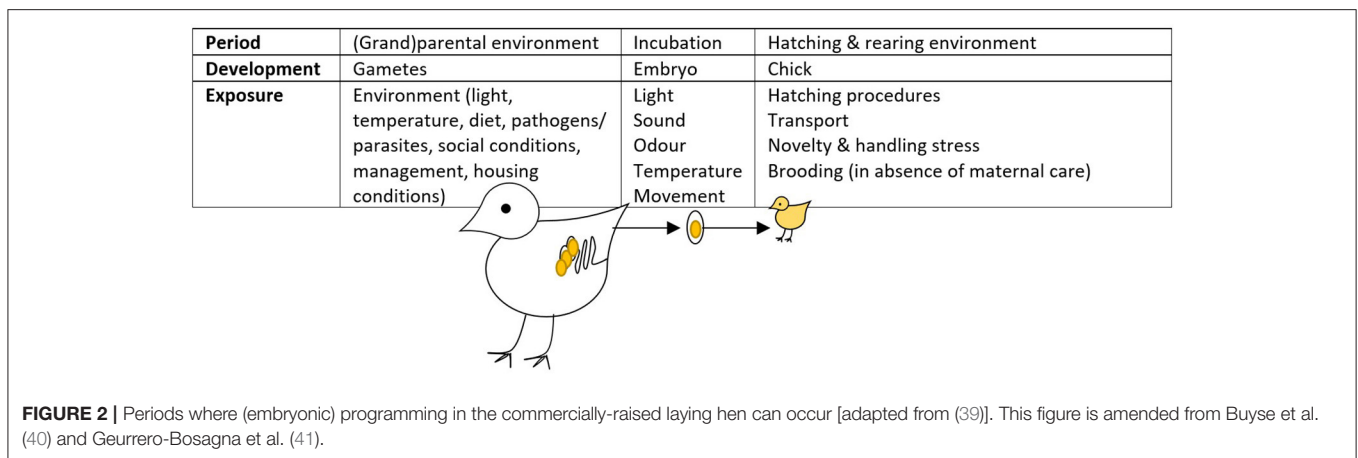 Period (Grand)parental environment Incubation Hatching & rearing environment
Development Gametes Embryo Chick
Exposure Environment (light, Light Hatching procedures
temperature, diet, pathogens/ Sound Transport
parasites, social conditions, Odour Novelty & handling stress
management, housing Temperature Brooding (in absence of maternal care)
conditions) Movement
FIGURE 2 | Periods where (embryonic) programming in the commercially-raised laying hen can occur [adapted from (39)]. This figure is amended from Buyse et al.
(40) and Geurrero-Bosagna et al. (41).